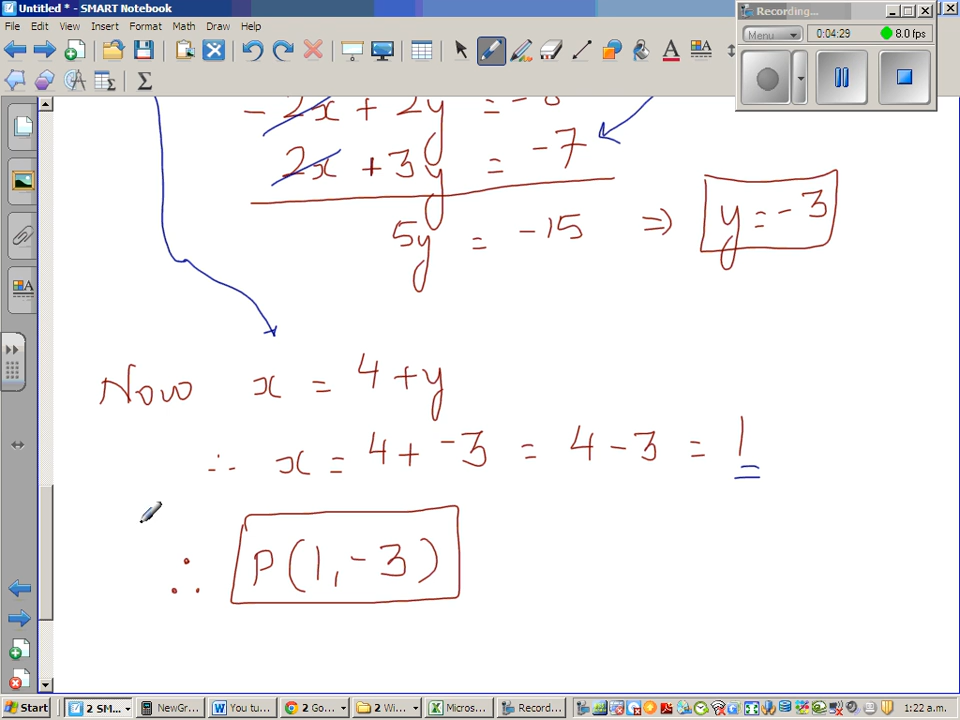 Untitled * - SMART Notebook
File Edit View Insert Format Math Draw Help
Recording...
Menu 0:04:29 8.0 fps
- 2x + 2y = -8
2x + 3y = -7
5y = -15 ⇒ y = -3
Now x = 4 + y
∴ x = 4 + -3 = 4 - 3 = 1
∴ P(1, -3)
Start 2 SM... NewGr... You tu... 2 Go... 2 Wi... Micros... Record... 1:22 a.m.